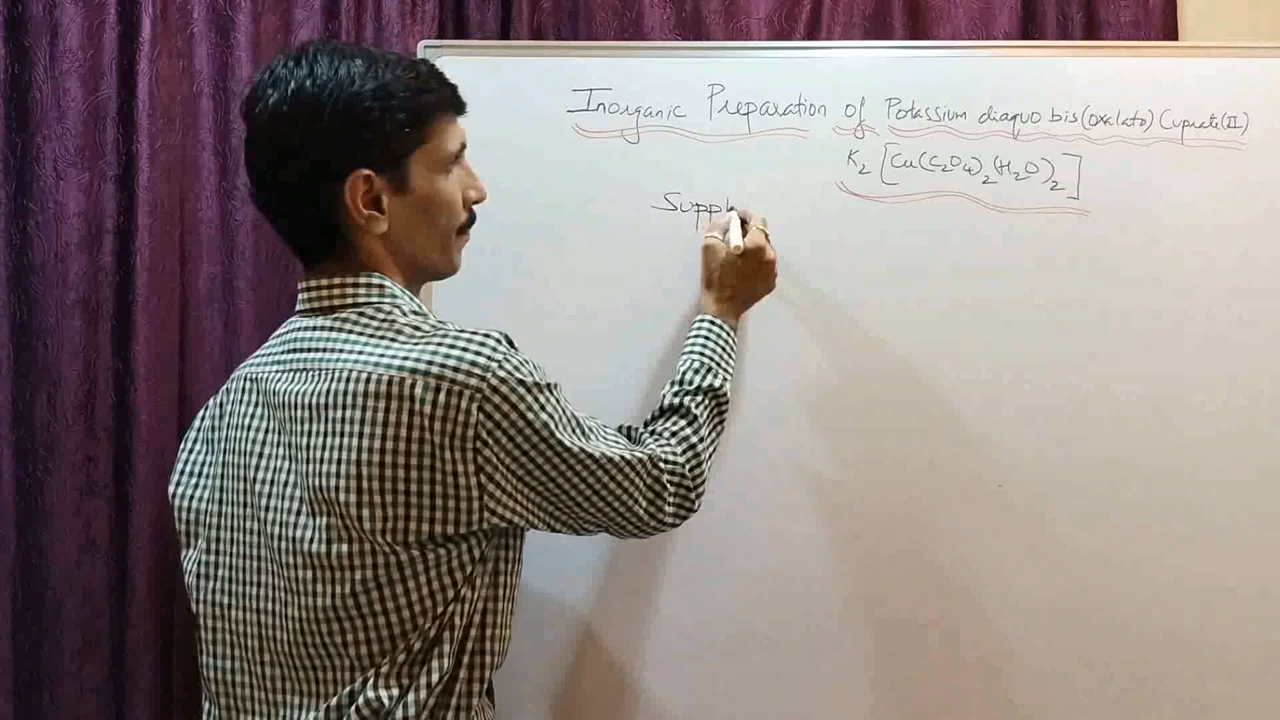 Inorganic Preparation of Potassium diaquo bis(oxalato) Cuprate(II)
K₂[Cu(C₂O₄)₂(H₂O)₂]
Suppl